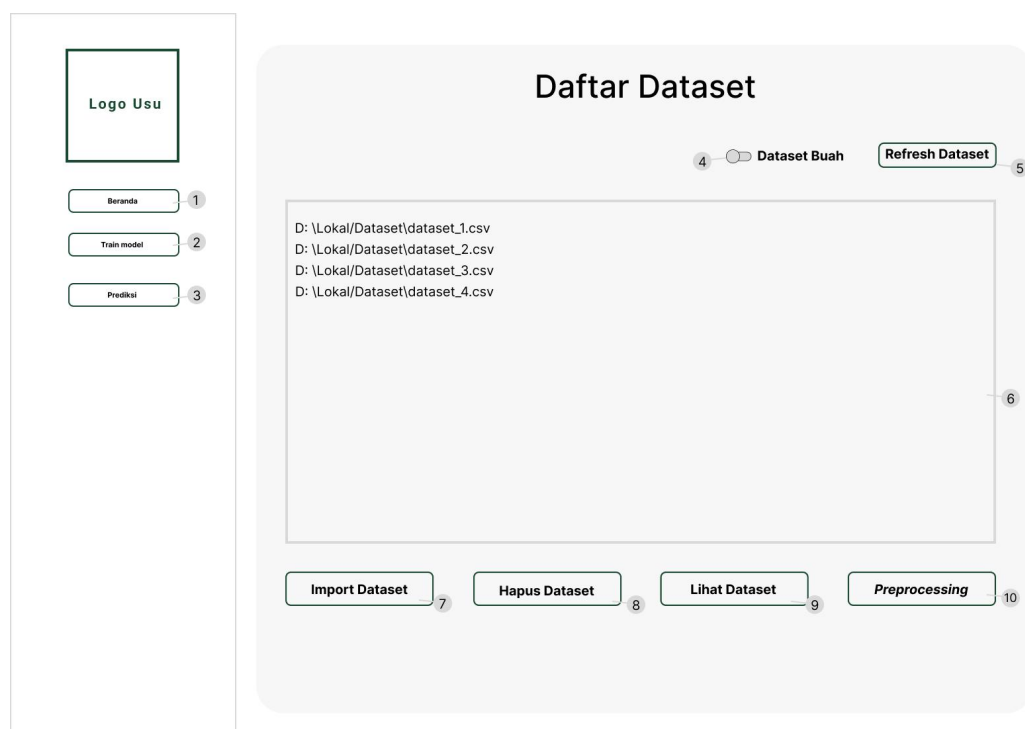 Logo Usu
Beranda
1
Train model
2
Prediksi
3
Daftar Dataset
4
Dataset Buah
Refresh Dataset
5
D: \Lokal/Dataset\dataset_1.csv
D: \Lokal/Dataset\dataset_2.csv
D: \Lokal/Dataset\dataset_3.csv
D: \Lokal/Dataset\dataset_4.csv
6
Import Dataset
7
Hapus Dataset
8
Lihat Dataset
9
Preprocessing
10